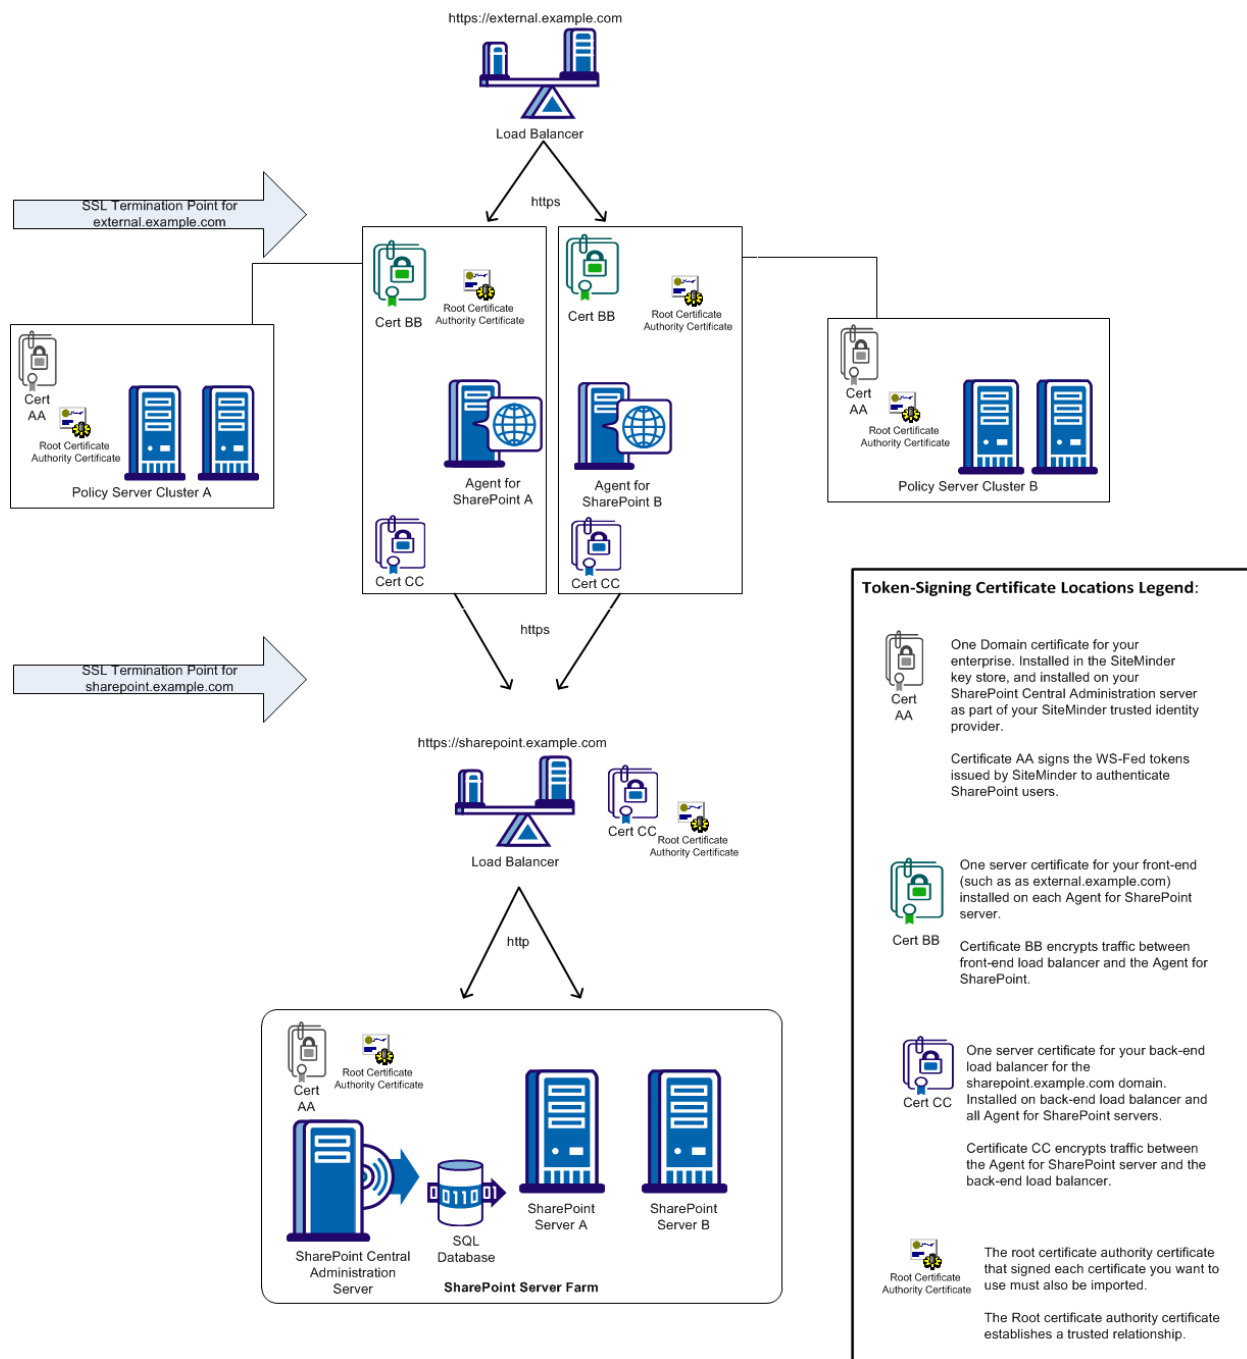 https://external.example.com
Load Balancer
SSL Termination Point for
external.example.com
https
Cert BB
Root Certificate
Authority Certificate
Cert BB
Root Certificate
Authority Certificate
Cert
AA
Root Certificate
Authority Certificate
Policy Server Cluster A
Agent for
SharePoint A
Agent for
SharePoint B
Cert
AA
Root Certificate
Authority Certificate
Policy Server Cluster B
Cert CC
Cert CC
https
SSL Termination Point for
sharepoint.example.com
https://sharepoint.example.com
Load Balancer
Cert CC
Root Certificate
Authority Certificate
http
Cert
AA
Root Certificate
Authority Certificate
SharePoint Central
Administration
Server
0110
SQL
Database
SharePoint
Server A
SharePoint
Server B
SharePoint Server Farm
Token-Signing Certificate Locations Legend:
Cert
AA
One Domain certificate for your
enterprise. Installed in the SiteMinder
key store, and installed on your
SharePoint Central Administration server
as part of your SiteMinder trusted identity
provider.
Certificate AA signs the WS-Fed tokens
issued by SiteMinder to authenticate
SharePoint users.
Cert BB
One server certificate for your front-end
(such as as external.example.com)
installed on each Agent for SharePoint
server.
Certificate BB encrypts traffic between
front-end load balancer and the Agent for
SharePoint.
Cert CC
One server certificate for your back-end
load balancer for the
sharepoint.example.com domain.
Installed on back-end load balancer and
all Agent for SharePoint servers.
Certificate CC encrypts traffic between
the Agent for SharePoint server and the
back-end load balancer.
Root Certificate
Authority Certificate
The root certificate authority certificate
that signed each certificate you want to
use must also be imported.
The Root certificate authority certificate
establishes a trusted relationship.